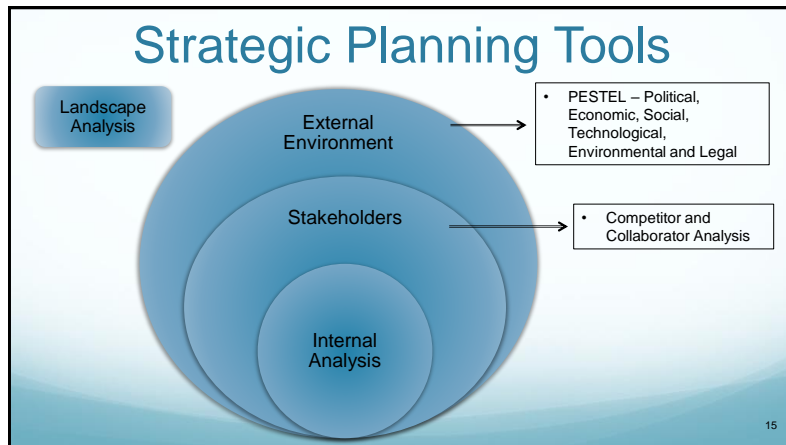 Strategic Planning Tools
Landscape
Analysis
External
Environment
• PESTEL – Political,
Economic, Social,
Technological,
Environmental and Legal
Stakeholders
• Competitor and
Collaborator Analysis
Internal
Analysis
15